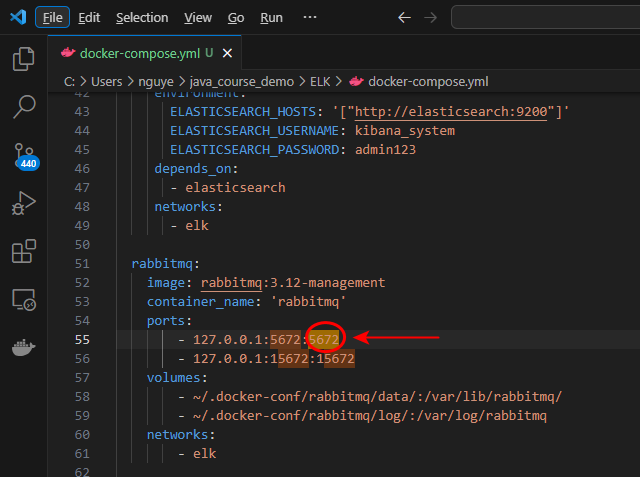 File Edit Selection View Go Run ···
docker-compose.yml U
C: > Users > nguye > java_course_demo > ELK > docker-compose.yml
42 environment:
43 ELASTICSEARCH_HOSTS: '["http://elasticsearch:9200"]'
44 ELASTICSEARCH_USERNAME: kibana_system
45 ELASTICSEARCH_PASSWORD: admin123
46 depends_on:
47 - elasticsearch
48 networks:
49 - elk
50
51 rabbitmq:
52 image: rabbitmq:3.12-management
53 container_name: 'rabbitmq'
54 ports:
55 - 127.0.0.1:5672:5672
56 - 127.0.0.1:15672:15672
57 volumes:
58 - ~/.docker-conf/rabbitmq/data/:/var/lib/rabbitmq/
59 - ~/.docker-conf/rabbitmq/log/:/var/log/rabbitmq
60 networks:
61 - elk
62
440